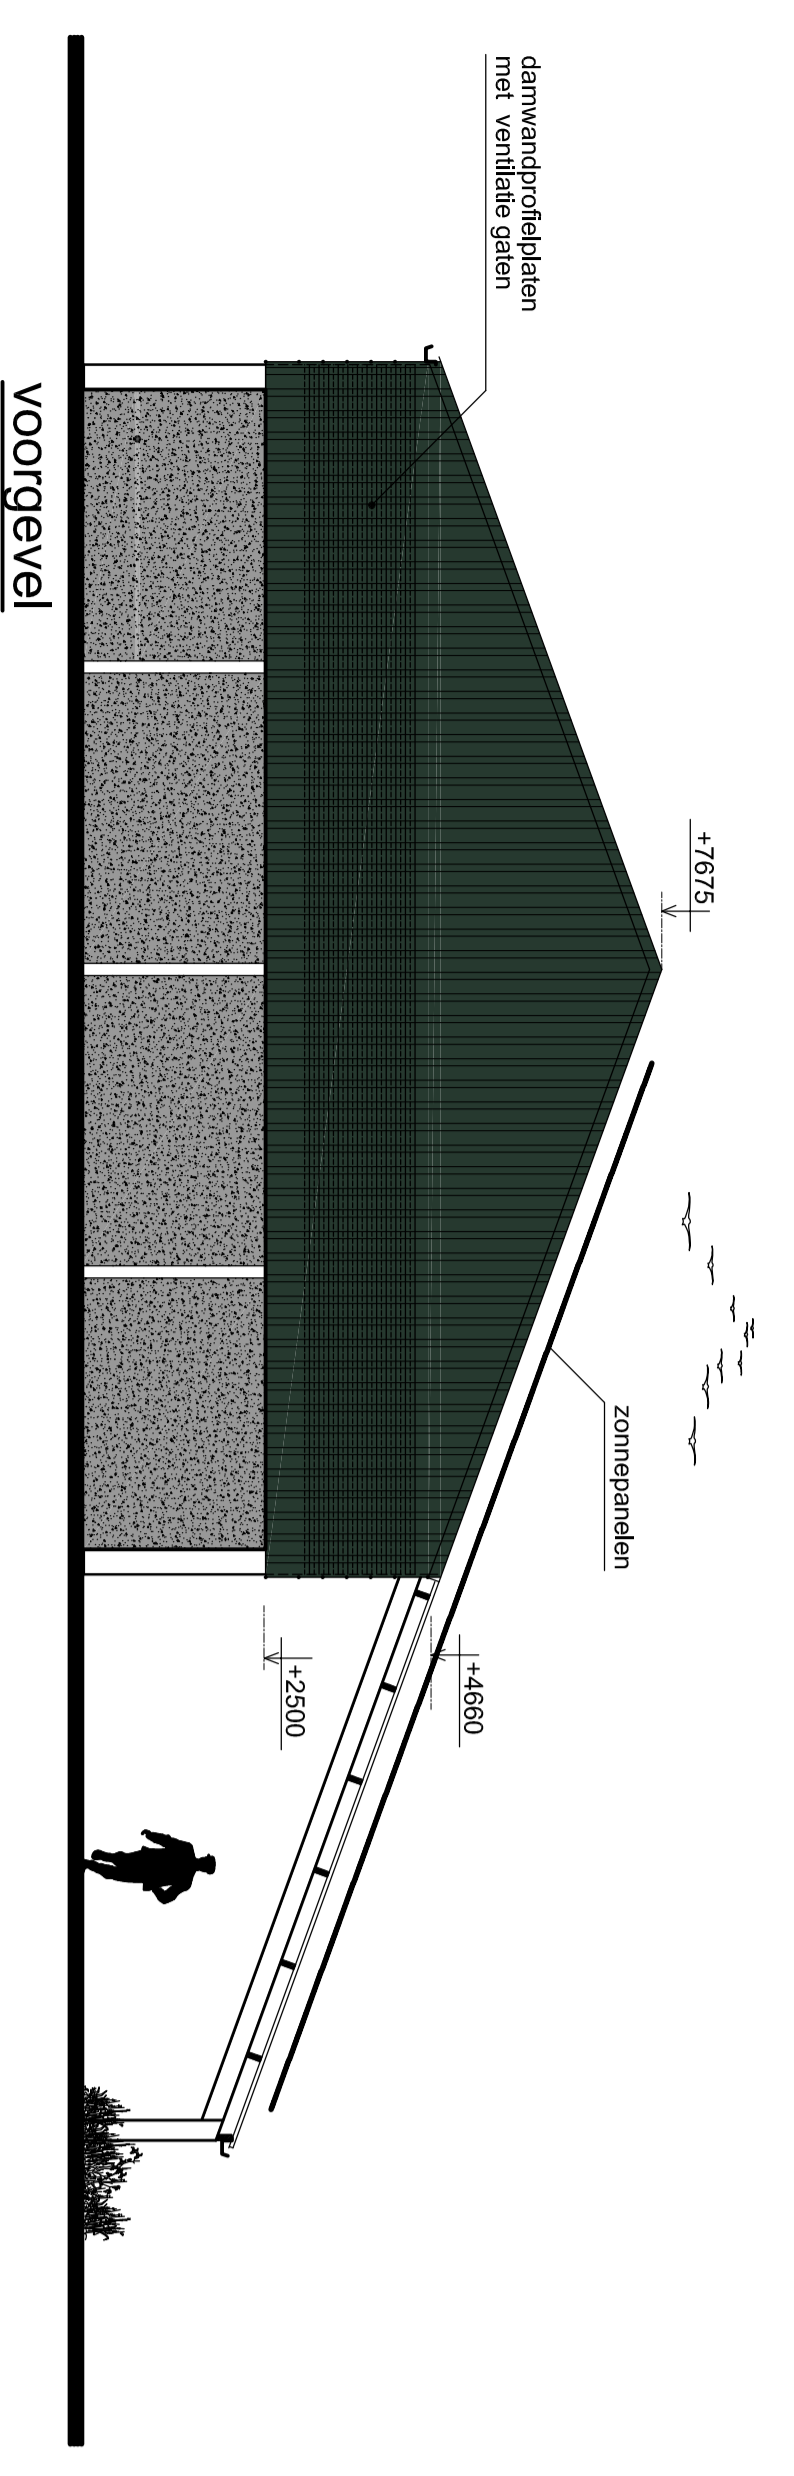 damwandprofielplaten
met ventilatie gaten
+7675
zonnepanelen
+4660
+2500
voorgevel